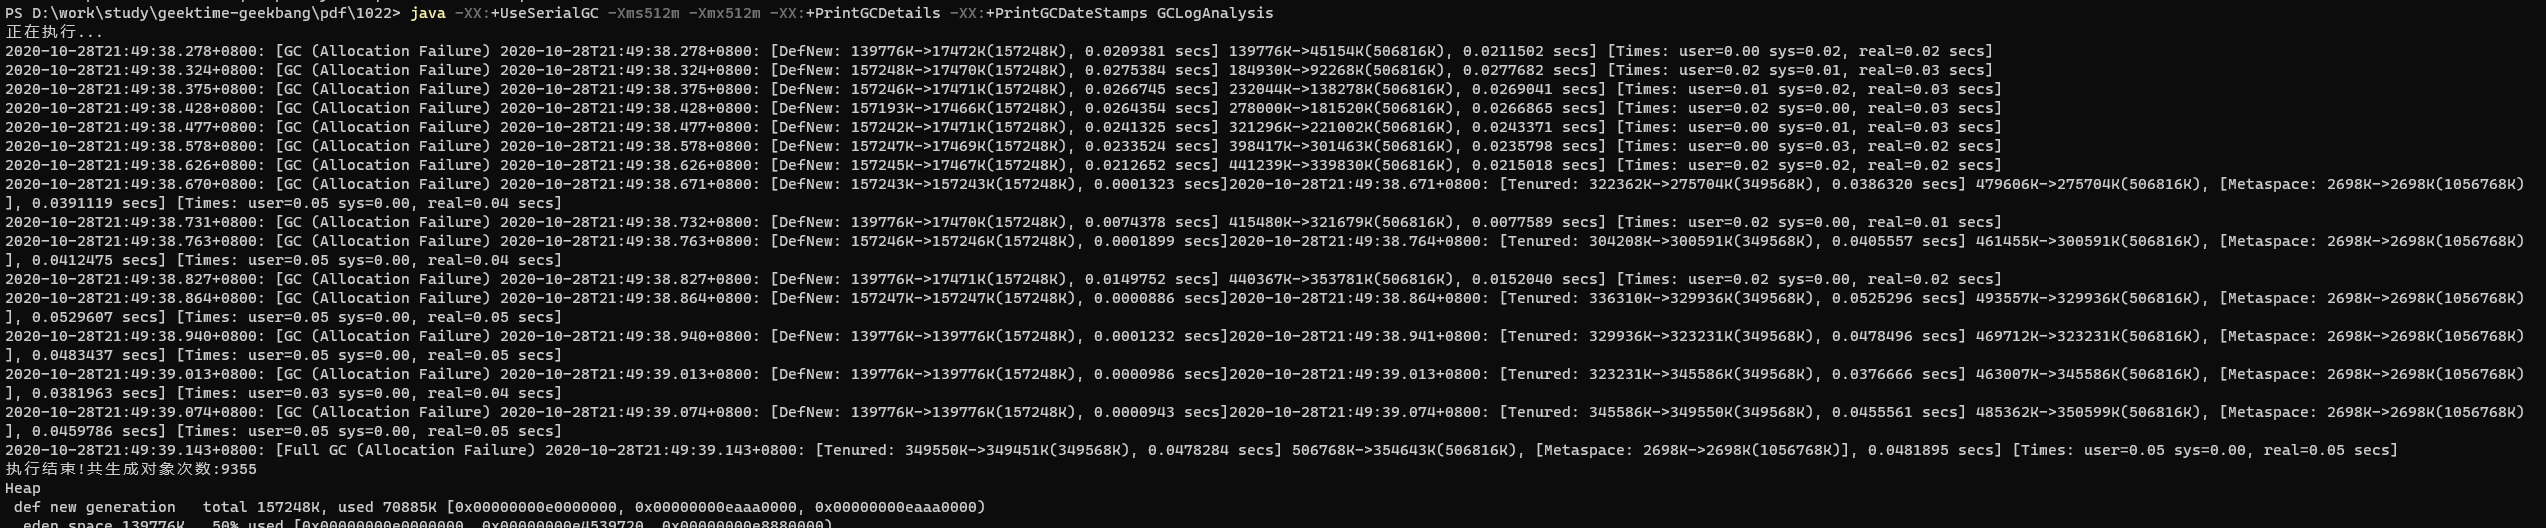 PS D:\work\study\geektime-geekbang\pdf\1022> java -XX:+UseSerialGC -Xms512m -Xmx512m -XX:+PrintGCDetails -XX:+PrintGCDateStamps GCLogAnalysis
正在执行...
2020-10-28T21:49:38.278+0800: [GC (Allocation Failure) 2020-10-28T21:49:38.278+0800: [DefNew: 139776K->17472K(157248K), 0.0209381 secs] 139776K->45154K(506816K), 0.0211502 secs] [Times: user=0.00 sys=0.02, real=0.02 secs]
2020-10-28T21:49:38.324+0800: [GC (Allocation Failure) 2020-10-28T21:49:38.324+0800: [DefNew: 157248K->17470K(157248K), 0.0275384 secs] 184930K->92268K(506816K), 0.0277682 secs] [Times: user=0.02 sys=0.01, real=0.03 secs]
2020-10-28T21:49:38.375+0800: [GC (Allocation Failure) 2020-10-28T21:49:38.375+0800: [DefNew: 157246K->17471K(157248K), 0.0266745 secs] 232044K->138278K(506816K), 0.0269041 secs] [Times: user=0.01 sys=0.02, real=0.03 secs]
2020-10-28T21:49:38.428+0800: [GC (Allocation Failure) 2020-10-28T21:49:38.428+0800: [DefNew: 157193K->17466K(157248K), 0.0264354 secs] 278000K->181520K(506816K), 0.0266865 secs] [Times: user=0.02 sys=0.00, real=0.03 secs]
2020-10-28T21:49:38.477+0800: [GC (Allocation Failure) 2020-10-28T21:49:38.477+0800: [DefNew: 157242K->17471K(157248K), 0.0241325 secs] 321296K->221002K(506816K), 0.0243371 secs] [Times: user=0.00 sys=0.01, real=0.03 secs]
2020-10-28T21:49:38.578+0800: [GC (Allocation Failure) 2020-10-28T21:49:38.578+0800: [DefNew: 157247K->17469K(157248K), 0.0233524 secs] 398417K->301463K(506816K), 0.0235798 secs] [Times: user=0.00 sys=0.03, real=0.02 secs]
2020-10-28T21:49:38.626+0800: [GC (Allocation Failure) 2020-10-28T21:49:38.626+0800: [DefNew: 157245K->17467K(157248K), 0.0212652 secs] 441239K->339830K(506816K), 0.0215018 secs] [Times: user=0.02 sys=0.02, real=0.02 secs]
2020-10-28T21:49:38.670+0800: [GC (Allocation Failure) 2020-10-28T21:49:38.671+0800: [DefNew: 157243K->157243K(157248K), 0.0001323 secs]2020-10-28T21:49:38.671+0800: [Tenured: 322362K->275704K(349568K), 0.0386320 secs] 479606K->275704K(506816K), [Metaspace: 2698K->2698K(1056768K)
], 0.0391119 secs] [Times: user=0.05 sys=0.00, real=0.04 secs]
2020-10-28T21:49:38.731+0800: [GC (Allocation Failure) 2020-10-28T21:49:38.732+0800: [DefNew: 139776K->17470K(157248K), 0.0074378 secs] 415480K->321679K(506816K), 0.0077589 secs] [Times: user=0.02 sys=0.00, real=0.01 secs]
2020-10-28T21:49:38.763+0800: [GC (Allocation Failure) 2020-10-28T21:49:38.763+0800: [DefNew: 157246K->157246K(157248K), 0.0001899 secs]2020-10-28T21:49:38.764+0800: [Tenured: 304208K->300591K(349568K), 0.0405557 secs] 461455K->300591K(506816K), [Metaspace: 2698K->2698K(1056768K)
], 0.0412475 secs] [Times: user=0.05 sys=0.00, real=0.04 secs]
2020-10-28T21:49:38.827+0800: [GC (Allocation Failure) 2020-10-28T21:49:38.827+0800: [DefNew: 139776K->17471K(157248K), 0.0149752 secs] 440367K->353781K(506816K), 0.0152040 secs] [Times: user=0.02 sys=0.00, real=0.02 secs]
2020-10-28T21:49:38.864+0800: [GC (Allocation Failure) 2020-10-28T21:49:38.864+0800: [DefNew: 157247K->157247K(157248K), 0.0000886 secs]2020-10-28T21:49:38.864+0800: [Tenured: 336310K->329936K(349568K), 0.0525296 secs] 493557K->329936K(506816K), [Metaspace: 2698K->2698K(1056768K)
], 0.0529607 secs] [Times: user=0.05 sys=0.00, real=0.05 secs]
2020-10-28T21:49:38.940+0800: [GC (Allocation Failure) 2020-10-28T21:49:38.940+0800: [DefNew: 139776K->139776K(157248K), 0.0001232 secs]2020-10-28T21:49:38.941+0800: [Tenured: 329936K->323231K(349568K), 0.0478496 secs] 469712K->323231K(506816K), [Metaspace: 2698K->2698K(1056768K)
], 0.0483437 secs] [Times: user=0.05 sys=0.00, real=0.05 secs]
2020-10-28T21:49:39.013+0800: [GC (Allocation Failure) 2020-10-28T21:49:39.013+0800: [DefNew: 139776K->139776K(157248K), 0.0000986 secs]2020-10-28T21:49:39.013+0800: [Tenured: 323231K->345586K(349568K), 0.0376666 secs] 463007K->345586K(506816K), [Metaspace: 2698K->2698K(1056768K)
], 0.0381963 secs] [Times: user=0.03 sys=0.00, real=0.04 secs]
2020-10-28T21:49:39.074+0800: [GC (Allocation Failure) 2020-10-28T21:49:39.074+0800: [DefNew: 139776K->139776K(157248K), 0.0000943 secs]2020-10-28T21:49:39.074+0800: [Tenured: 345586K->349550K(349568K), 0.0455561 secs] 485362K->350599K(506816K), [Metaspace: 2698K->2698K(1056768K)
], 0.0459786 secs] [Times: user=0.05 sys=0.00, real=0.05 secs]
2020-10-28T21:49:39.143+0800: [Full GC (Allocation Failure) 2020-10-28T21:49:39.143+0800: [Tenured: 349550K->349451K(349568K), 0.0478284 secs] 506768K->354643K(506816K), [Metaspace: 2698K->2698K(1056768K)], 0.0481895 secs] [Times: user=0.05 sys=0.00, real=0.05 secs]
执行结束!共生成对象次数:9355
Heap
def new generation   total 157248K, used 70885K [0x00000000e0000000, 0x00000000eaaa0000, 0x00000000eaaa0000)
eden space 139776K,  50% used [0x00000000e0000000, 0x00000000e4539720, 0x00000000e8880000)